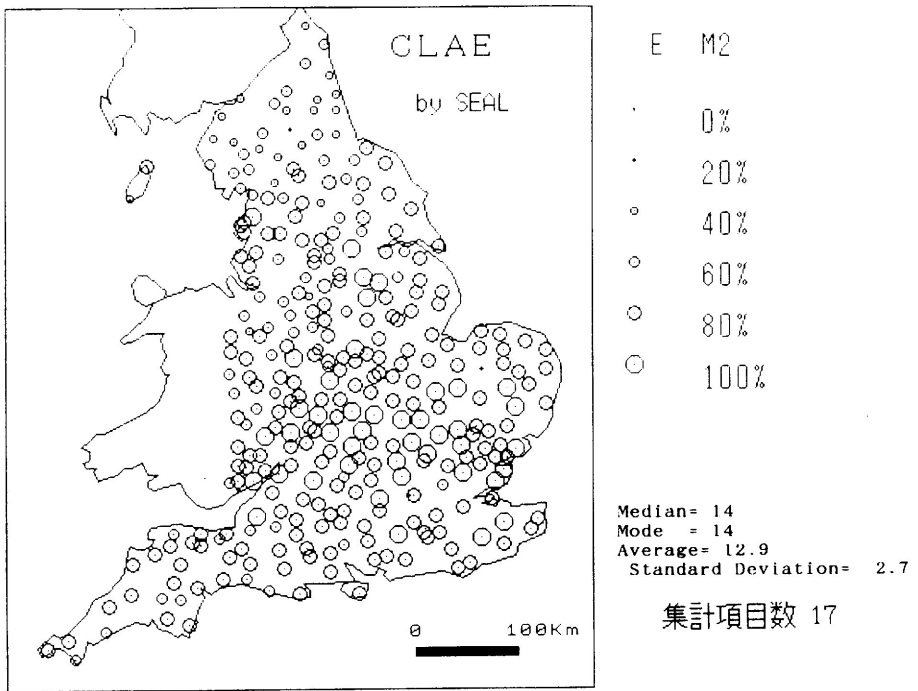 CLAE
by SEAL
0 100Km
E M2
0%
20%
40%
60%
80%
100%
Median= 14
Mode = 14
Average= 12.9
Standard Deviation= 2.7
集計項目数 17